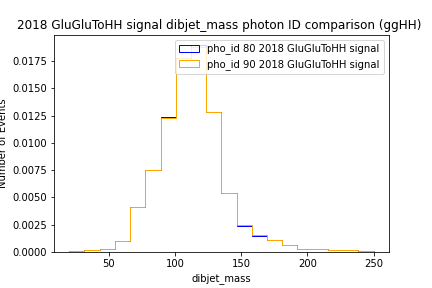 2018 GluGluToHH signal dibjet_mass photon ID comparison (ggHH)
pho_id 80 2018 GluGluToHH signal
pho_id 90 2018 GluGluToHH signal
Number of Events
0.0175
0.0150
0.0125
0.0100
0.0075
0.0050
0.0025
0.0000
50 100 150 200 250
dibjet_mass